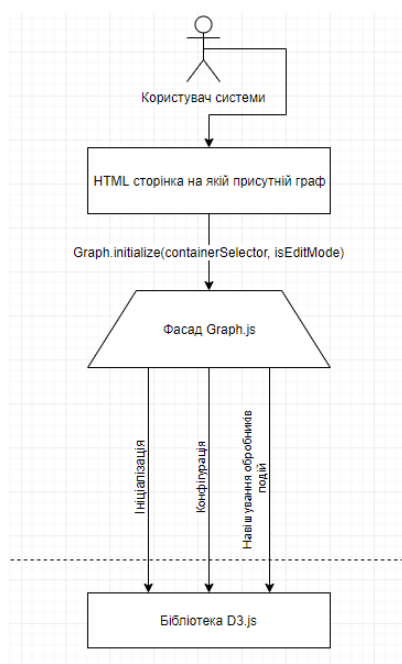 Користувач системи
HTML сторінка на якій присутній граф
Graph.initialize(containerSelector, isEditMode)
Фасад Graph.js
Ініціалізація
Конфігурація
Навішування обробників
подій
Бібліотека D3.js